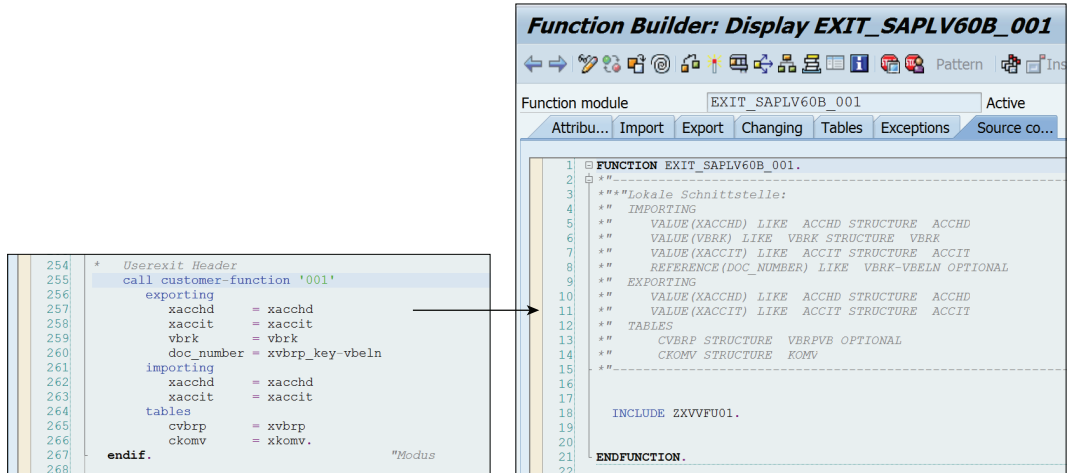 Function Builder: Display EXIT_SAPLV60B_001
Pattern Ins
Function module EXIT_SAPLV60B_001 Active
Attribu... Import Export Changing Tables Exceptions Source co...
1 FUNCTION EXIT_SAPLV60B_001.
2 *"----------------------------------------------------------------------
3 *"*"Lokale Schnittstelle:
4 *" IMPORTING
5 *" VALUE(XACCHD) LIKE ACCHD STRUCTURE ACCHD
6 *" VALUE(VBRK) LIKE VBRK STRUCTURE VBRK
7 *" VALUE(XACCIT) LIKE ACCIT STRUCTURE ACCIT
8 *" REFERENCE(DOC_NUMBER) LIKE VBRK-VBELN OPTIONAL
9 *" EXPORTING
10 *" VALUE(XACCHD) LIKE ACCHD STRUCTURE ACCHD
11 *" VALUE(XACCIT) LIKE ACCIT STRUCTURE ACCIT
12 *" TABLES
13 *" CVBRP STRUCTURE VBRPVB OPTIONAL
14 *" CKOMV STRUCTURE KOMV
15 *"----------------------------------------------------------------------
16
17
18 INCLUDE ZXVVFU01.
19
20
21 ENDFUNCTION.
22
254 * Userexit Header
255 call customer-function '001'
256 exporting
257 xacchd = xacchd
258 xaccit = xaccit
259 vbrk = vbrk
260 doc_number = xvbrp_key-vbeln
261 importing
262 xacchd = xacchd
263 xaccit = xaccit
264 tables
265 cvbrp = xvbrp
266 ckomv = xkomv.
267 endif. "Modus
268